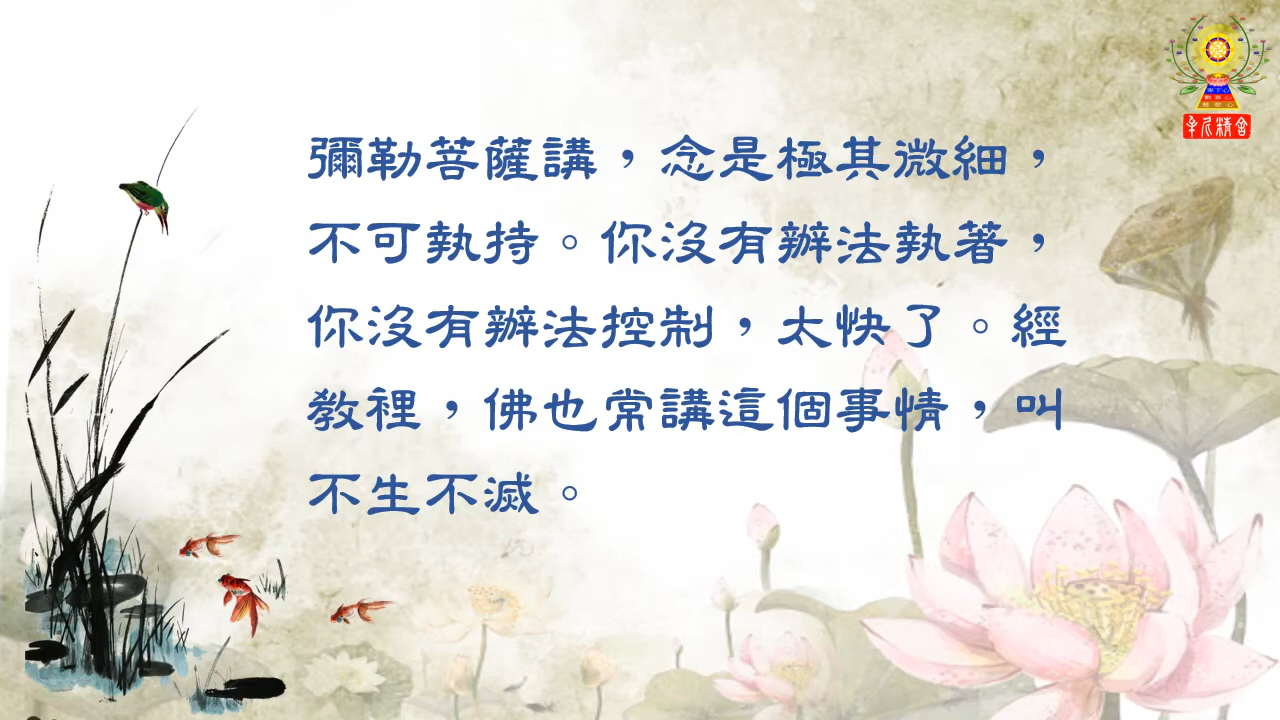 彌勒菩薩講，念是極其微細，
不可執持。你沒有辦法執著，
你沒有辦法控制，太快了。經
教裡，佛也常講這個事情，叫
不生不滅。